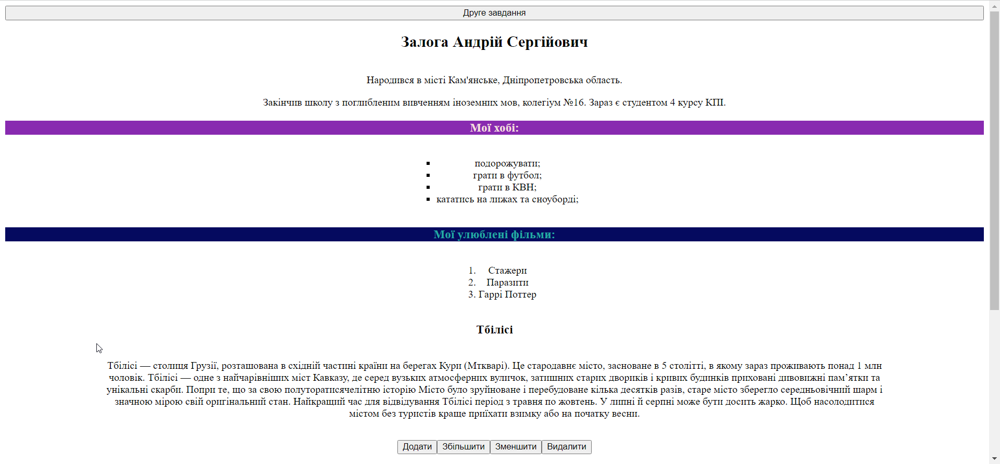 Друге завдання
Залога Андрій Сергійович
Народився в місті Кам'янське, Дніпропетровська область.
Закінчив школу з поглибленим вивченням іноземних мов, колегіум №16. Зараз є студентом 4 курсу КПІ.
Мої хобі:
▪ подорожувати;
▪ грати в футбол;
▪ грати в КВН;
▪ кататись на лижах та сноуборді;
Мої улюблені фільми:
1. Стажери
2. Паразити
3. Гаррі Поттер
Тбілісі
Тбілісі — столиця Грузії, розташована в східній частині країни на берегах Кури (Мткварі). Це стародавнє місто, засноване в 5 столітті, в якому зараз проживають понад 1 млн
чоловік. Тбілісі — одне з найчарівніших міст Кавказу, де серед вузьких атмосферних вуличок, затишних старих двориків і кривих будинків приховані дивовижні пам’ятки та
унікальні скарби. Попри те, що за свою полуторатисячелітню історію Місто було зруйноване і перебудоване кілька десятків разів, старе місто зберегло середньовічний шарм і
значною мірою свій оригінальний стан. Найкращий час для відвідування Тбілісі період з травня по жовтень. У липні й серпні може бути досить жарко. Щоб насолодитися
містом без туристів краще приїхати взимку або на початку весни.
Додати Збільшити Зменшити Видалити